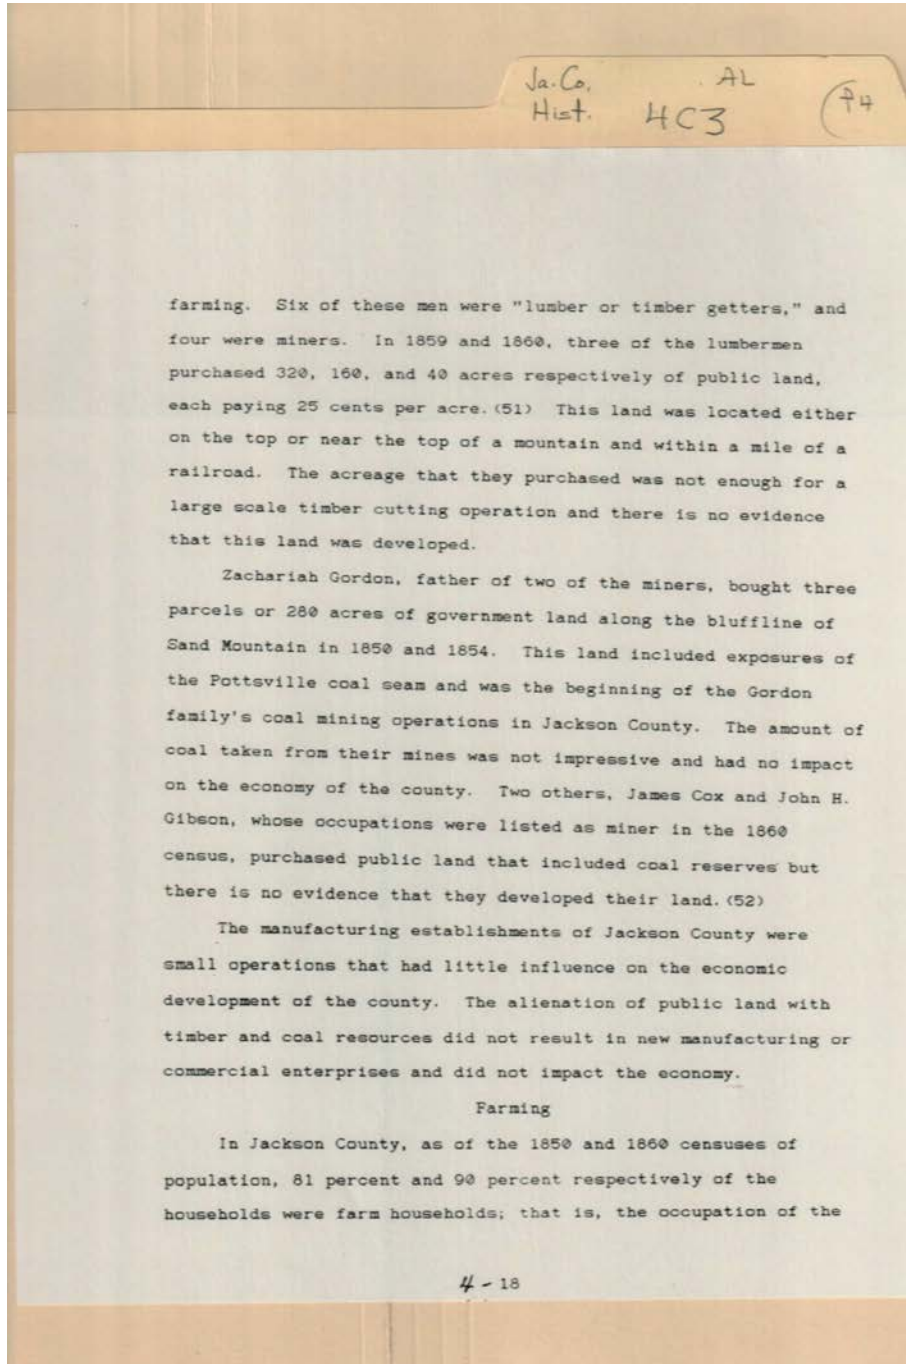 Ja. Co. AL
Hist. 4C3
farming. Six of these men were "lumber or timber getters," and
four were miners. In 1859 and 1860, three of the lumbermen
purchased 320, 160, and 40 acres respectively of public land,
each paying 25 cents per acre.(51) This land was located either
on the top or near the top of a mountain and within a mile of a
railroad. The acreage that they purchased was not enough for a
large scale timber cutting operation and there is no evidence
that this land was developed.
Zachariah Gordon, father of two of the miners, bought three
parcels or 280 acres of government land along the bluffline of
Sand Mountain in 1850 and 1854. This land included exposures of
the Pottsville coal seam and was the beginning of the Gordon
family's coal mining operations in Jackson County. The amount of
coal taken from their mines was not impressive and had no impact
on the economy of the county. Two others, James Cox and John H.
Gibson, whose occupations were listed as miner in the 1860
census, purchased public land that included coal reserves but
there is no evidence that they developed their land.(52)
The manufacturing establishments of Jackson County were
small operations that had little influence on the economic
development of the county. The alienation of public land with
timber and coal resources did not result in new manufacturing or
commercial enterprises and did not impact the economy.
Farming
In Jackson County, as of the 1850 and 1860 censuses of
population, 81 percent and 90 percent respectively of the
households were farm households; that is, the occupation of the
4 - 18